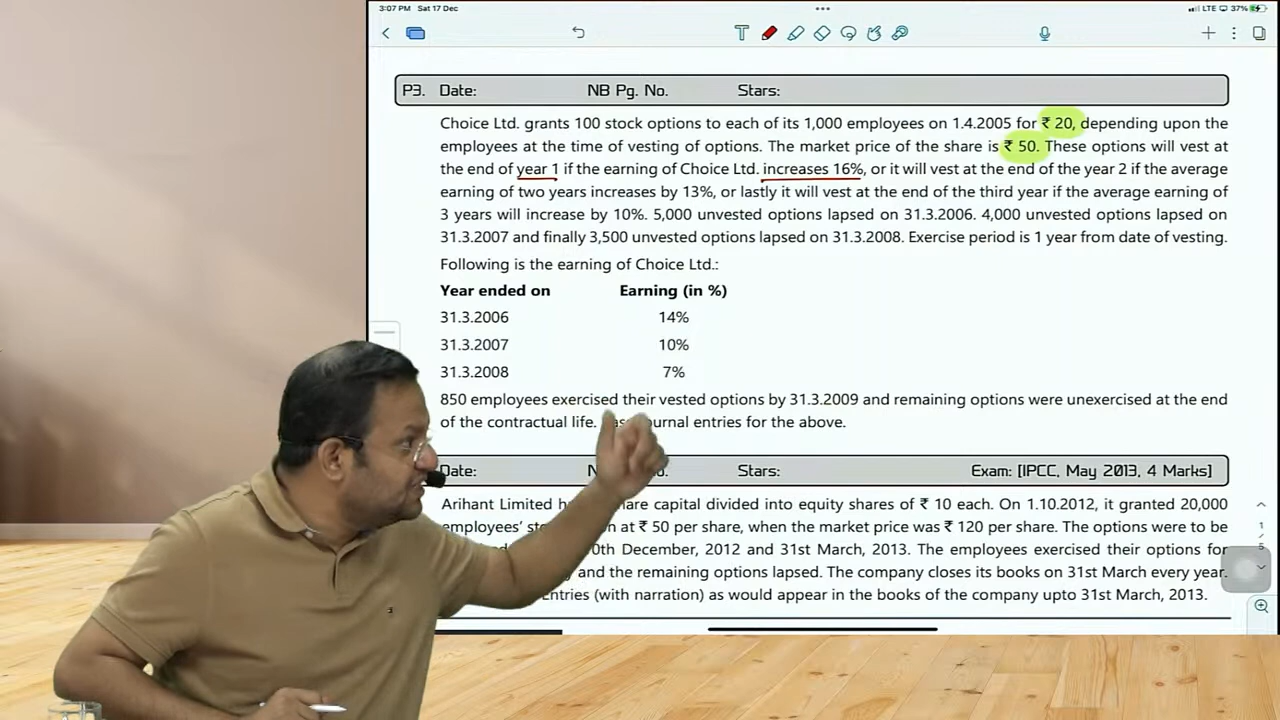 3:07 PM Sat 17 Dec
LTE 37%
T
P3. Date: NB Pg. No. Stars:
Choice Ltd. grants 100 stock options to each of its 1,000 employees on 1.4.2005 for ₹ 20, depending upon the
employees at the time of vesting of options. The market price of the share is ₹ 50. These options will vest at
the end of year 1 if the earning of Choice Ltd. increases 16%, or it will vest at the end of the year 2 if the average
earning of two years increases by 13%, or lastly it will vest at the end of the third year if the average earning of
3 years will increase by 10%. 5,000 unvested options lapsed on 31.3.2006. 4,000 unvested options lapsed on
31.3.2007 and finally 3,500 unvested options lapsed on 31.3.2008. Exercise period is 1 year from date of vesting.
Following is the earning of Choice Ltd.:
Year ended on Earning (in %)
31.3.2006 14%
31.3.2007 10%
31.3.2008 7%
850 employees exercised their vested options by 31.3.2009 and remaining options were unexercised at the end
of the contractual life. journal entries for the above.
Date: Stars: Exam: [IPCC, May 2013, 4 Marks]
Arihant Limited share capital divided into equity shares of ₹ 10 each. On 1.10.2012, it granted 20,000
employees' at ₹ 50 per share, when the market price was ₹ 120 per share. The options were to be
December, 2012 and 31st March, 2013. The employees exercised their options for
and the remaining options lapsed. The company closes its books on 31st March every year.
(with narration) as would appear in the books of the company upto 31st March, 2013.